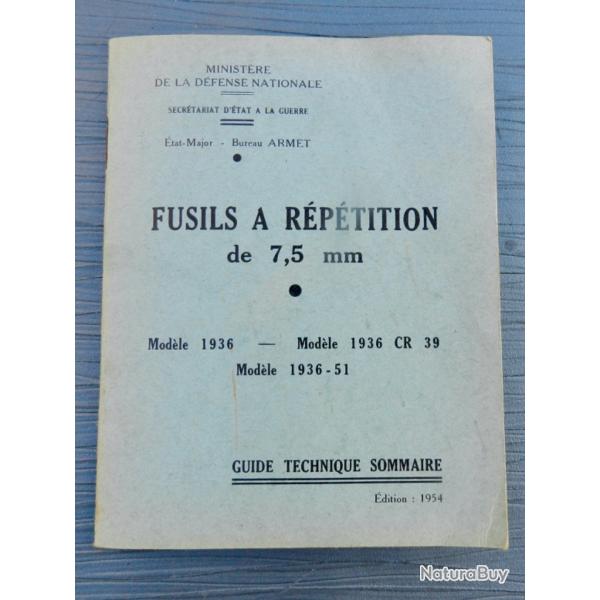 MINISTÈRE
DE LA DÉFENSE NATIONALE
SECRÉTARIAT D'ÉTAT A LA GUERRE
État-Major - Bureau ARMET
FUSILS A RÉPÉTITION
de 7,5 mm
Modèle 1936 — Modèle 1936 CR 39
Modèle 1936-51
GUIDE TECHNIQUE SOMMAIRE
Édition : 1954
NaturaBuy